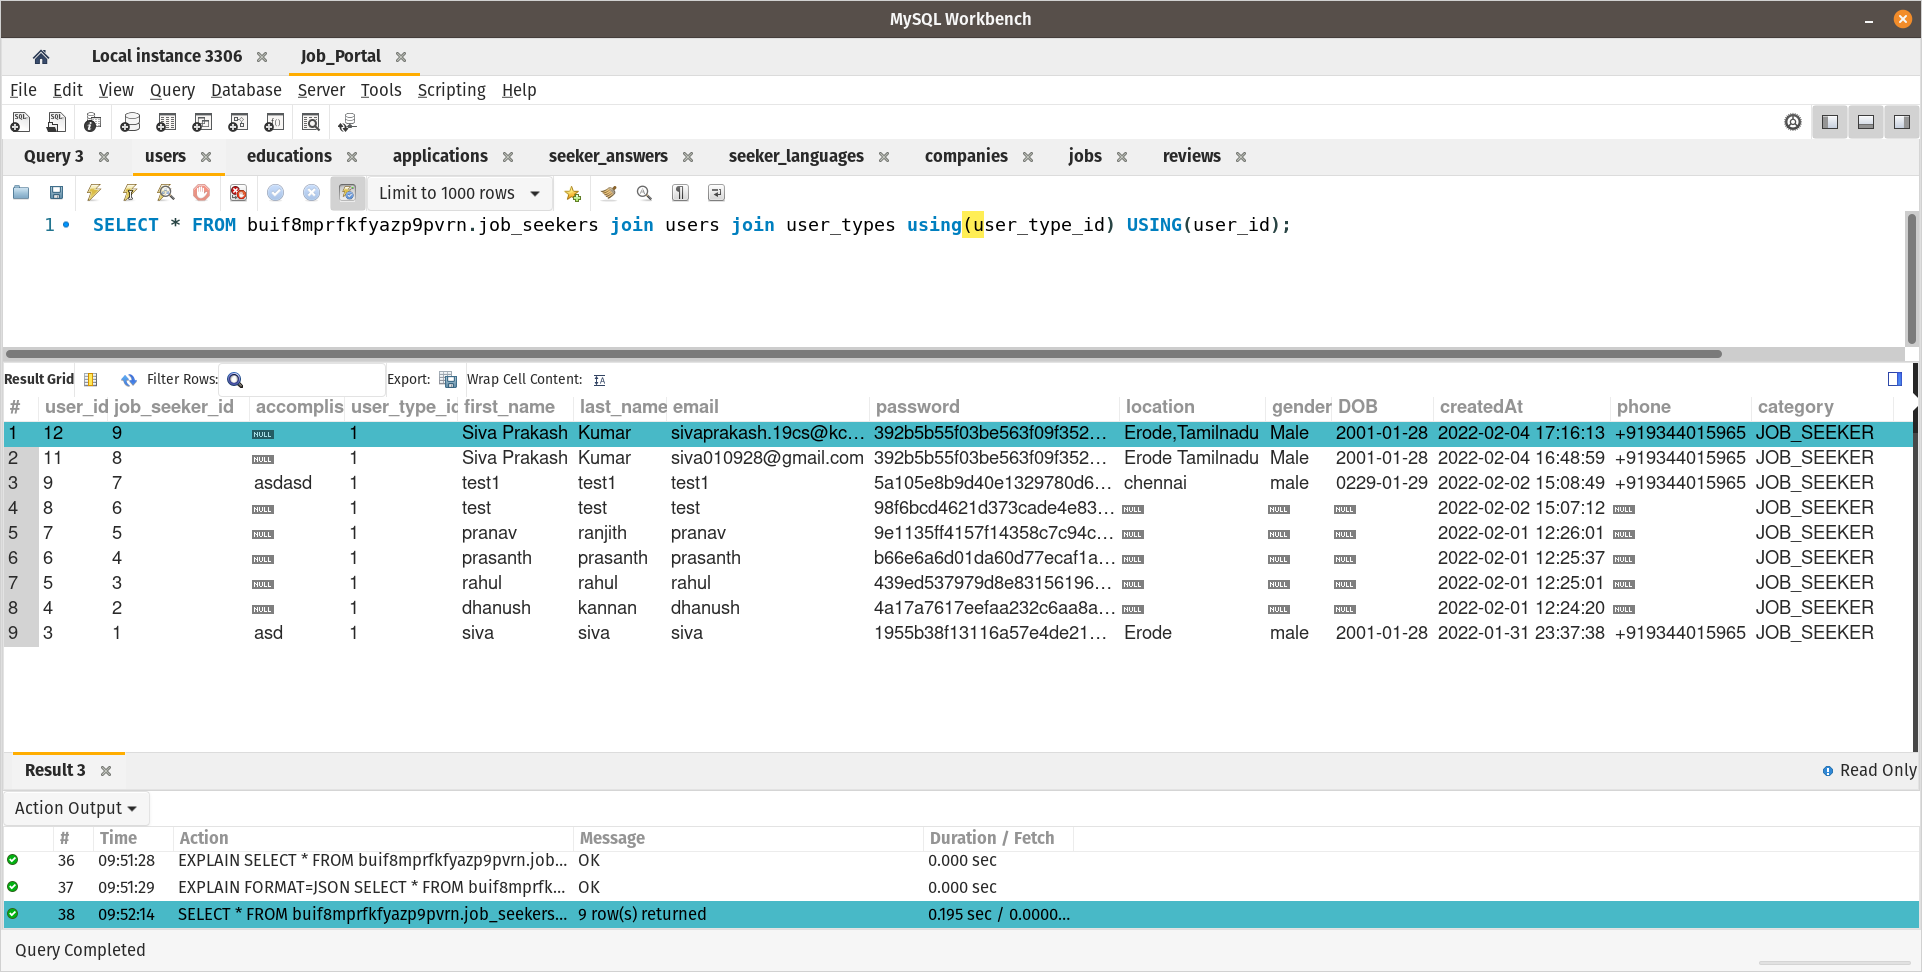 MySQL Workbench
Local instance 3306 Job_Portal
File Edit View Query Database Server Tools Scripting Help
Query 3 users educations applications seeker_answers seeker_languages companies jobs reviews
Limit to 1000 rows
1 SELECT * FROM buif8mprfkfyazp9pvrn.job_seekers join users join user_types using(user_type_id) USING(user_id);
Result Grid Filter Rows: Export: Wrap Cell Content:
# user_id job_seeker_id accomplis user_type_id first_name last_name email password location gender DOB createdAt phone category
1 12 9 NULL 1 Siva Prakash Kumar sivaprakash.19cs@kc... 392b5b55f03be563f09f352... Erode,Tamilnadu Male 2001-01-28 2022-02-04 17:16:13 +919344015965 JOB_SEEKER
2 11 8 NULL 1 Siva Prakash Kumar siva010928@gmail.com 392b5b55f03be563f09f352... Erode Tamilnadu Male 2001-01-28 2022-02-04 16:48:59 +919344015965 JOB_SEEKER
3 9 7 asdasd 1 test1 test1 test1 5a105e8b9d40e1329780d6... chennai male 0229-01-29 2022-02-02 15:08:49 +919344015965 JOB_SEEKER
4 8 6 NULL 1 test test test 98f6bcd4621d373cade4e83... NULL NULL NULL 2022-02-02 15:07:12 NULL JOB_SEEKER
5 7 5 NULL 1 pranav ranjith pranav 9e1135ff4157f14358c7c94c... NULL NULL NULL 2022-02-01 12:26:01 NULL JOB_SEEKER
6 6 4 NULL 1 prasanth prasanth prasanth b66e6a6d01da60d77ecaf1a... NULL NULL NULL 2022-02-01 12:25:37 NULL JOB_SEEKER
7 5 3 NULL 1 rahul rahul rahul 439ed537979d8e83156196... NULL NULL NULL 2022-02-01 12:25:01 NULL JOB_SEEKER
8 4 2 NULL 1 dhanush kannan dhanush 4a17a7617eefaa232c6aa8a... NULL NULL NULL 2022-02-01 12:24:20 NULL JOB_SEEKER
9 3 1 asd 1 siva siva siva 1955b38f13116a57e4de21... Erode male 2001-01-28 2022-01-31 23:37:38 +919344015965 JOB_SEEKER
Result 3 Read Only
Action Output
# Time Action Message Duration / Fetch
36 09:51:28 EXPLAIN SELECT * FROM buif8mprfkfyazp9pvrn.job... OK 0.000 sec
37 09:51:29 EXPLAIN FORMAT=JSON SELECT * FROM buif8mprfk... OK 0.000 sec
38 09:52:14 SELECT * FROM buif8mprfkfyazp9pvrn.job_seekers... 9 row(s) returned 0.195 sec / 0.0000...
Query Completed